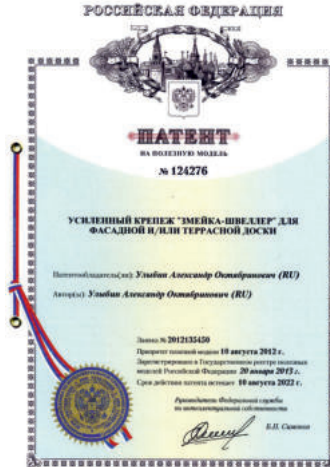 РОССИЙСКАЯ ФЕДЕРАЦИЯ
ПАТЕНТ
НА ПОЛЕЗНУЮ МОДЕЛЬ
№ 124276
УСИЛЕННЫЙ КРЕПЕЖ "ЗМЕЙКА-ШВЕЛЛЕР" ДЛЯ
ФАСАДНОЙ И/ИЛИ ТЕРРАСНОЙ ДОСКИ
Патентообладатель(ли): Улыбин Александр Октябринович (RU)
Автор(ы): Улыбин Александр Октябринович (RU)
Заявка № 2012135450
Приоритет полезной модели 10 августа 2012 г.
Зарегистрировано в Государственном реестре полезных
моделей Российской Федерации 20 января 2013 г.
Срок действия патента истекает 10 августа 2022 г.
Руководитель Федеральной службы
по интеллектуальной собственности
Б.П. Симонов